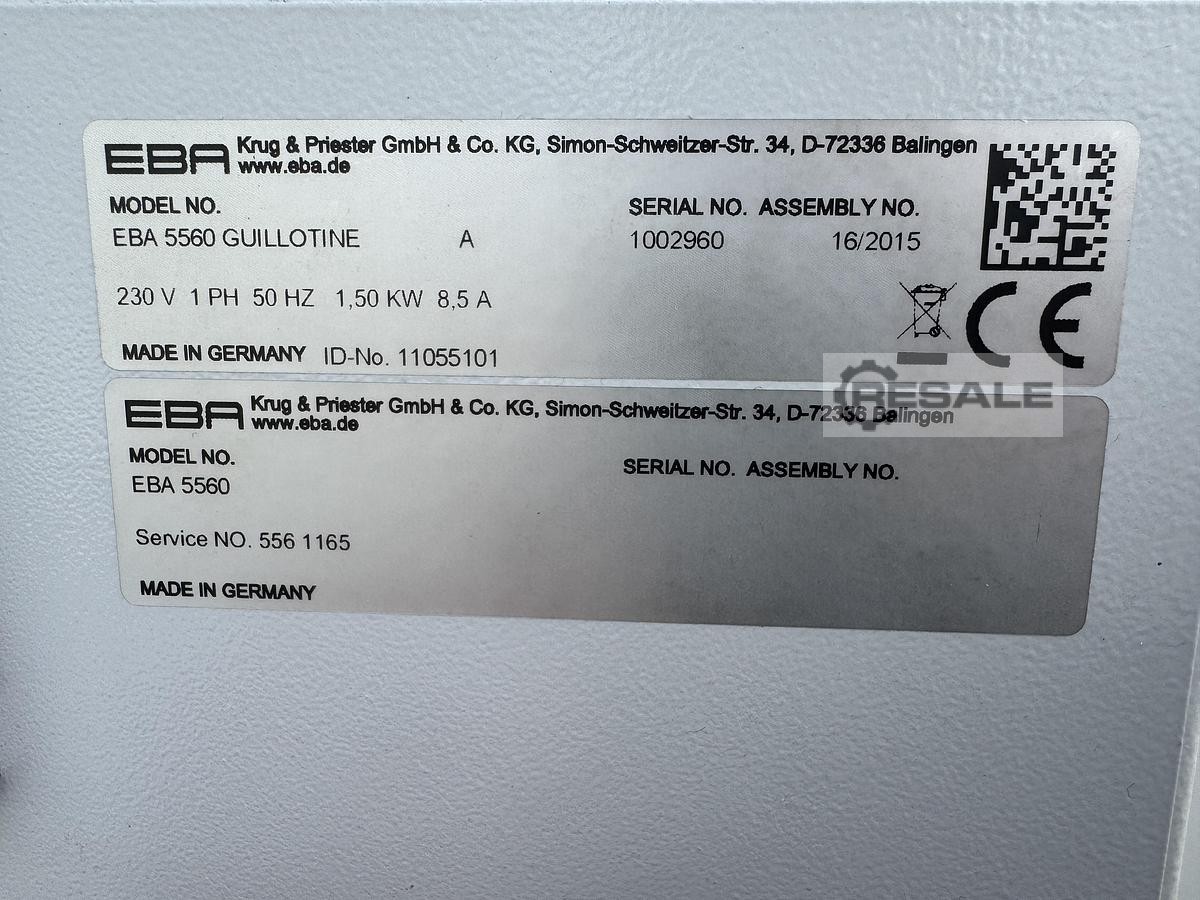 EBA Krug & Priester GmbH & Co. KG, Simon-Schweitzer-Str. 34, D-72336 Balingen
www.eba.de
MODEL NO. SERIAL NO. ASSEMBLY NO.
EBA 5560 GUILLOTINE A 1002960 16/2015
230 V 1 PH 50 HZ 1,50 KW 8,5 A
CE
MADE IN GERMANY ID-No. 11055101
RESALE
EBA Krug & Priester GmbH & Co. KG, Simon-Schweitzer-Str. 34, D-72336 Balingen
www.eba.de
MODEL NO. SERIAL NO. ASSEMBLY NO.
EBA 5560
Service NO. 556 1165
MADE IN GERMANY